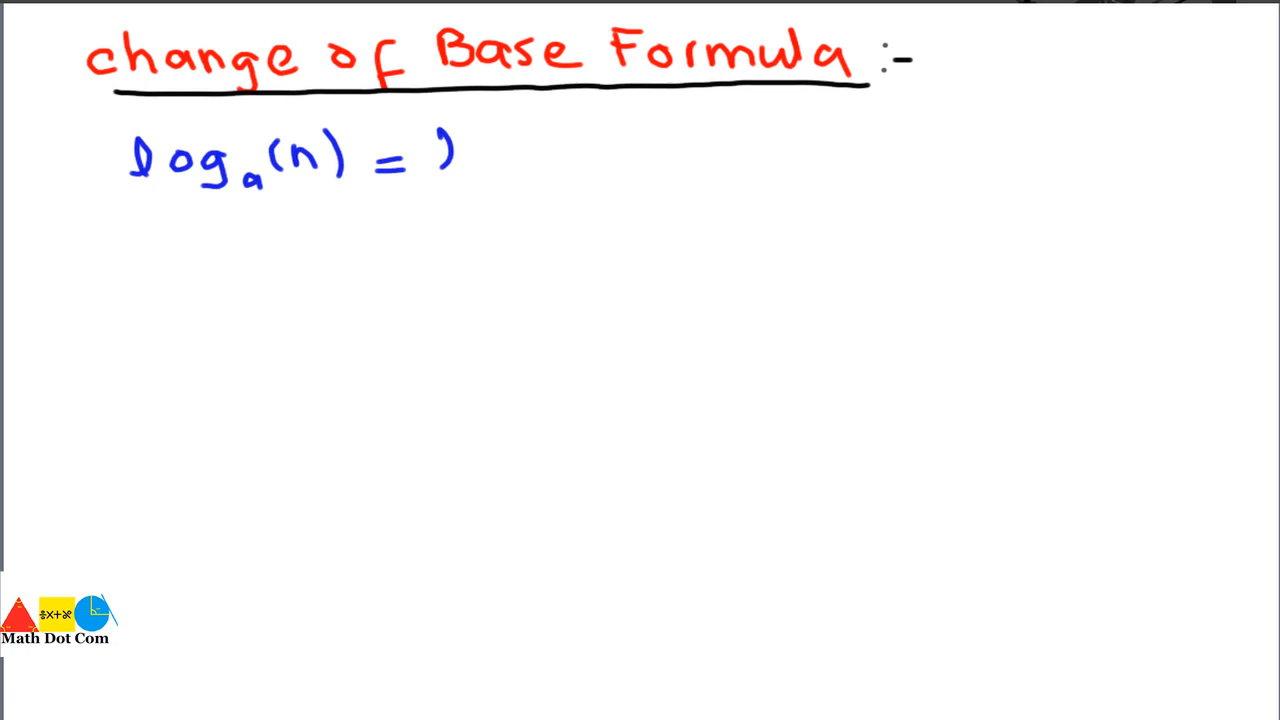 change of Base Formula :-
logₐ(n) = )
÷x+
Math Dot Com